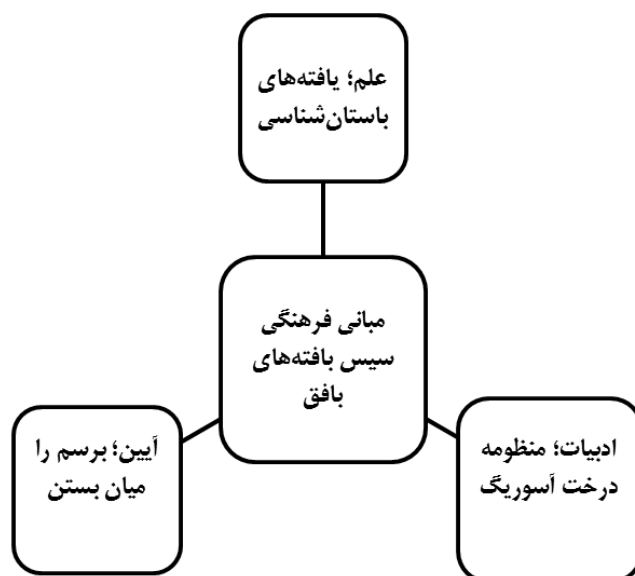 علم؛ یافته‌های
باستان‌شناسی
مبانی فرهنگی
سیس بافته‌های
بافق
ادبیات؛ منظومه
درخت آسوریگ
آیین؛ برسم را
میان بستن